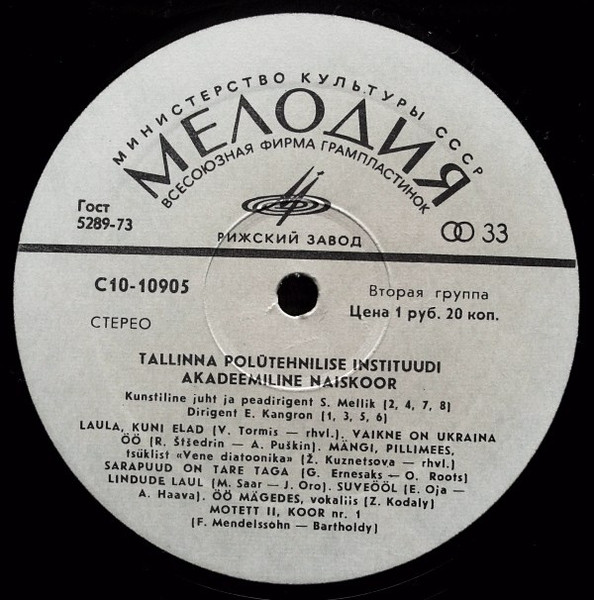 МИНИСТЕРСТВО КУЛЬТУРЫ СССР
МЕЛОДИЯ
ВСЕСОЮЗНАЯ ФИРМА ГРАМПЛАСТИНОК
Гост
5289-73
РИЖСКИЙ ЗАВОД
33
С10-10905
Вторая группа
Цена 1 руб. 20 коп.
СТЕРЕО
TALLINNA POLÜTEHNILISE INSTITUUDI
AKADEEMILINE NAISKOOR
Kunstiline juht ja peadirigent S. Mellik (2, 4, 7, 8)
Dirigent E. Kangron (1, 3, 5, 6)
LAULA, KUNI ELAD (V. Tormis — rhvl.). VAIKNE ON UKRAINA
ÖÖ (R. Štšedrin — A. Puškin). MÄNGI, PILLIMEES,
tsüklist «Vene diatoonika» (Ž. Kuznetsova — rhvl.)
SARAPUUD ON TARE TAGA (G. Ernesaks — O. Roots)
LINDUDE LAUL (M. Saar — J. Oro). SUVEÖÖL (E. Oja —
A. Haava). ÖÖ MÄGEDES, vokaliis (Z. Kodaly)
MOTETT II, KOOR nr. 1
(F. Mendelssohn — Bartholdy)